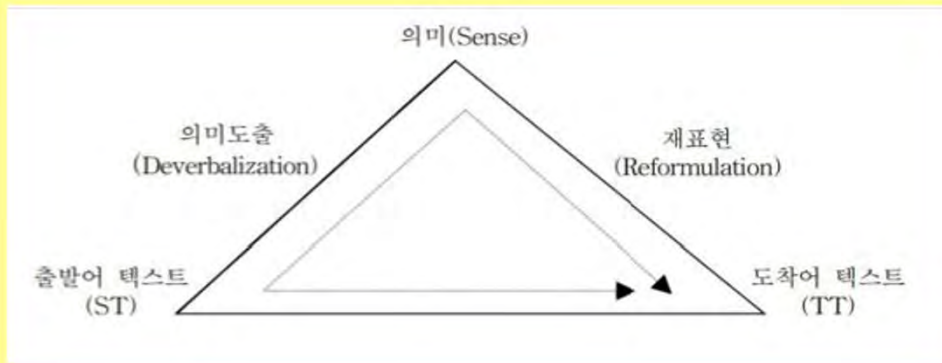 의미(Sense)
의미도출
(Deverbalization)
재표현
(Reformulation)
출발어 텍스트
(ST)
도착어 텍스트
(TT)